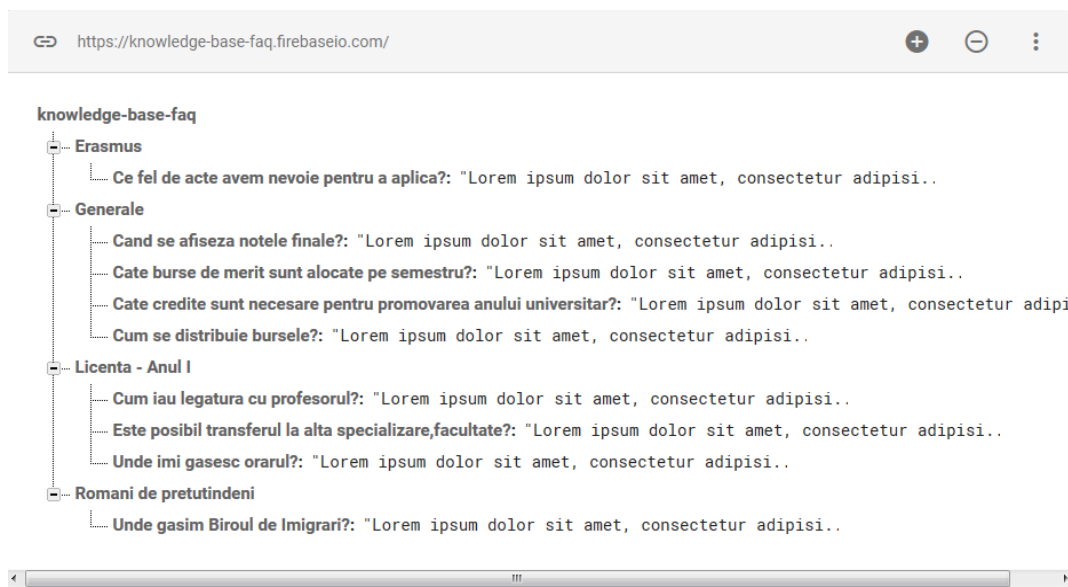 https://knowledge-base-faq.firebaseio.com/
knowledge-base-faq
Erasmus
Ce fel de acte avem nevoie pentru a aplica?: "Lorem ipsum dolor sit amet, consectetur adipisi..
Generale
Cand se afiseza notele finale?: "Lorem ipsum dolor sit amet, consectetur adipisi..
Cate burse de merit sunt alocate pe semestru?: "Lorem ipsum dolor sit amet, consectetur adipisi..
Cate credite sunt necesare pentru promovarea anului universitar?: "Lorem ipsum dolor sit amet, consectetur adipi
Cum se distribuie bursele?: "Lorem ipsum dolor sit amet, consectetur adipisi..
Licenta - Anul I
Cum iau legatura cu profesorul?: "Lorem ipsum dolor sit amet, consectetur adipisi..
Este posibil transferul la alta specializare,facultate?: "Lorem ipsum dolor sit amet, consectetur adipisi..
Unde imi gasesc orarul?: "Lorem ipsum dolor sit amet, consectetur adipisi..
Romani de pretutindeni
Unde gasim Biroul de Imigrari?: "Lorem ipsum dolor sit amet, consectetur adipisi..